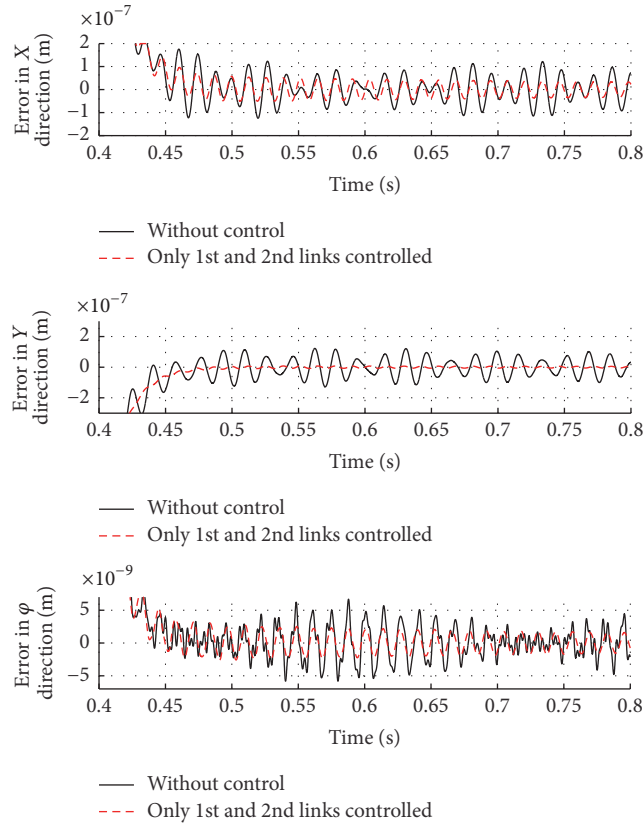 ×10⁻⁷
Error in X
direction (m)
2
1
0
−1
−2
0.4 0.45 0.5 0.55 0.6 0.65 0.7 0.75 0.8
Time (s)
Without control
Only 1st and 2nd links controlled
×10⁻⁷
Error in Y
direction (m)
2
0
−2
0.4 0.45 0.5 0.55 0.6 0.65 0.7 0.75 0.8
Time (s)
Without control
Only 1st and 2nd links controlled
×10⁻⁹
Error in φ
direction (m)
5
0
−5
0.4 0.45 0.5 0.55 0.6 0.65 0.7 0.75 0.8
Time (s)
Without control
Only 1st and 2nd links controlled